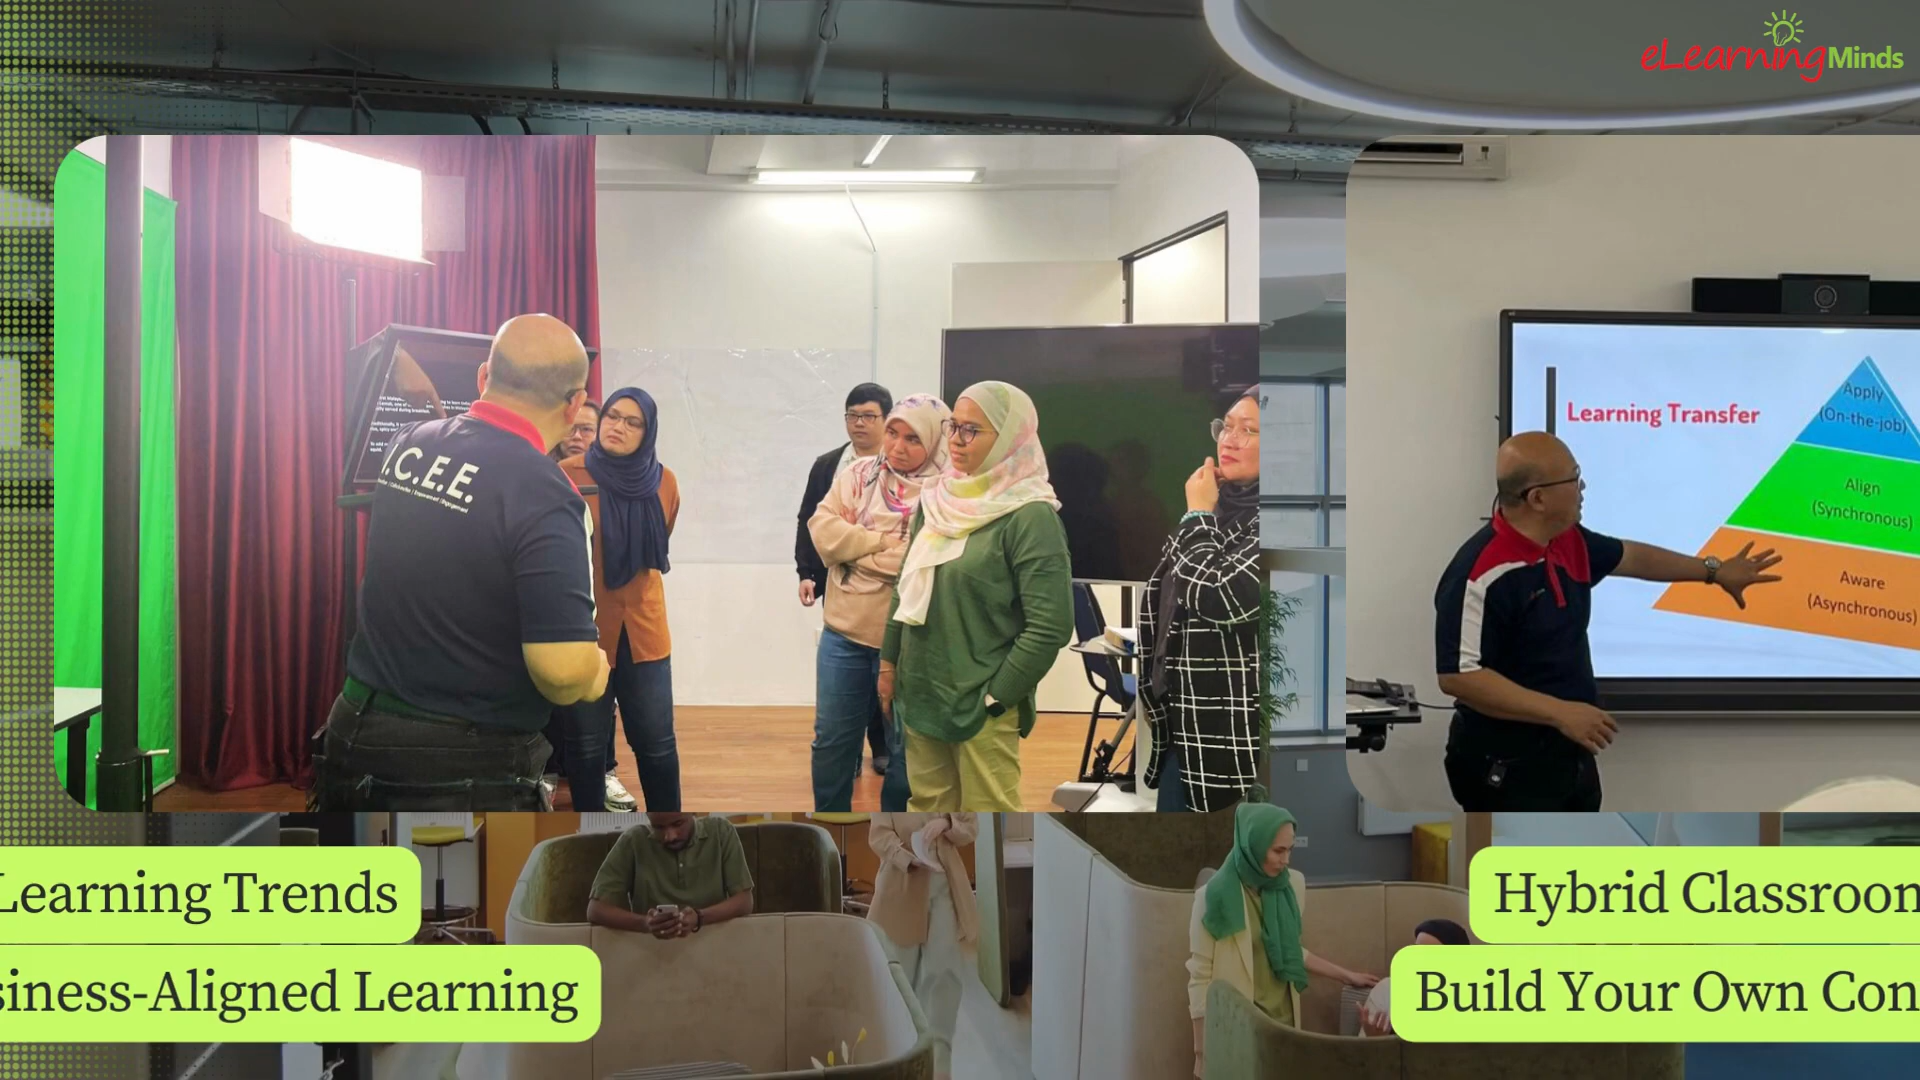 eLearningMinds
I.C.E.E.
Learning Transfer
Apply
(On-the-job)
Align
(Synchronous)
Aware
(Asynchronous)
Learning Trends
Hybrid Classroom
siness-Aligned Learning
Build Your Own Con